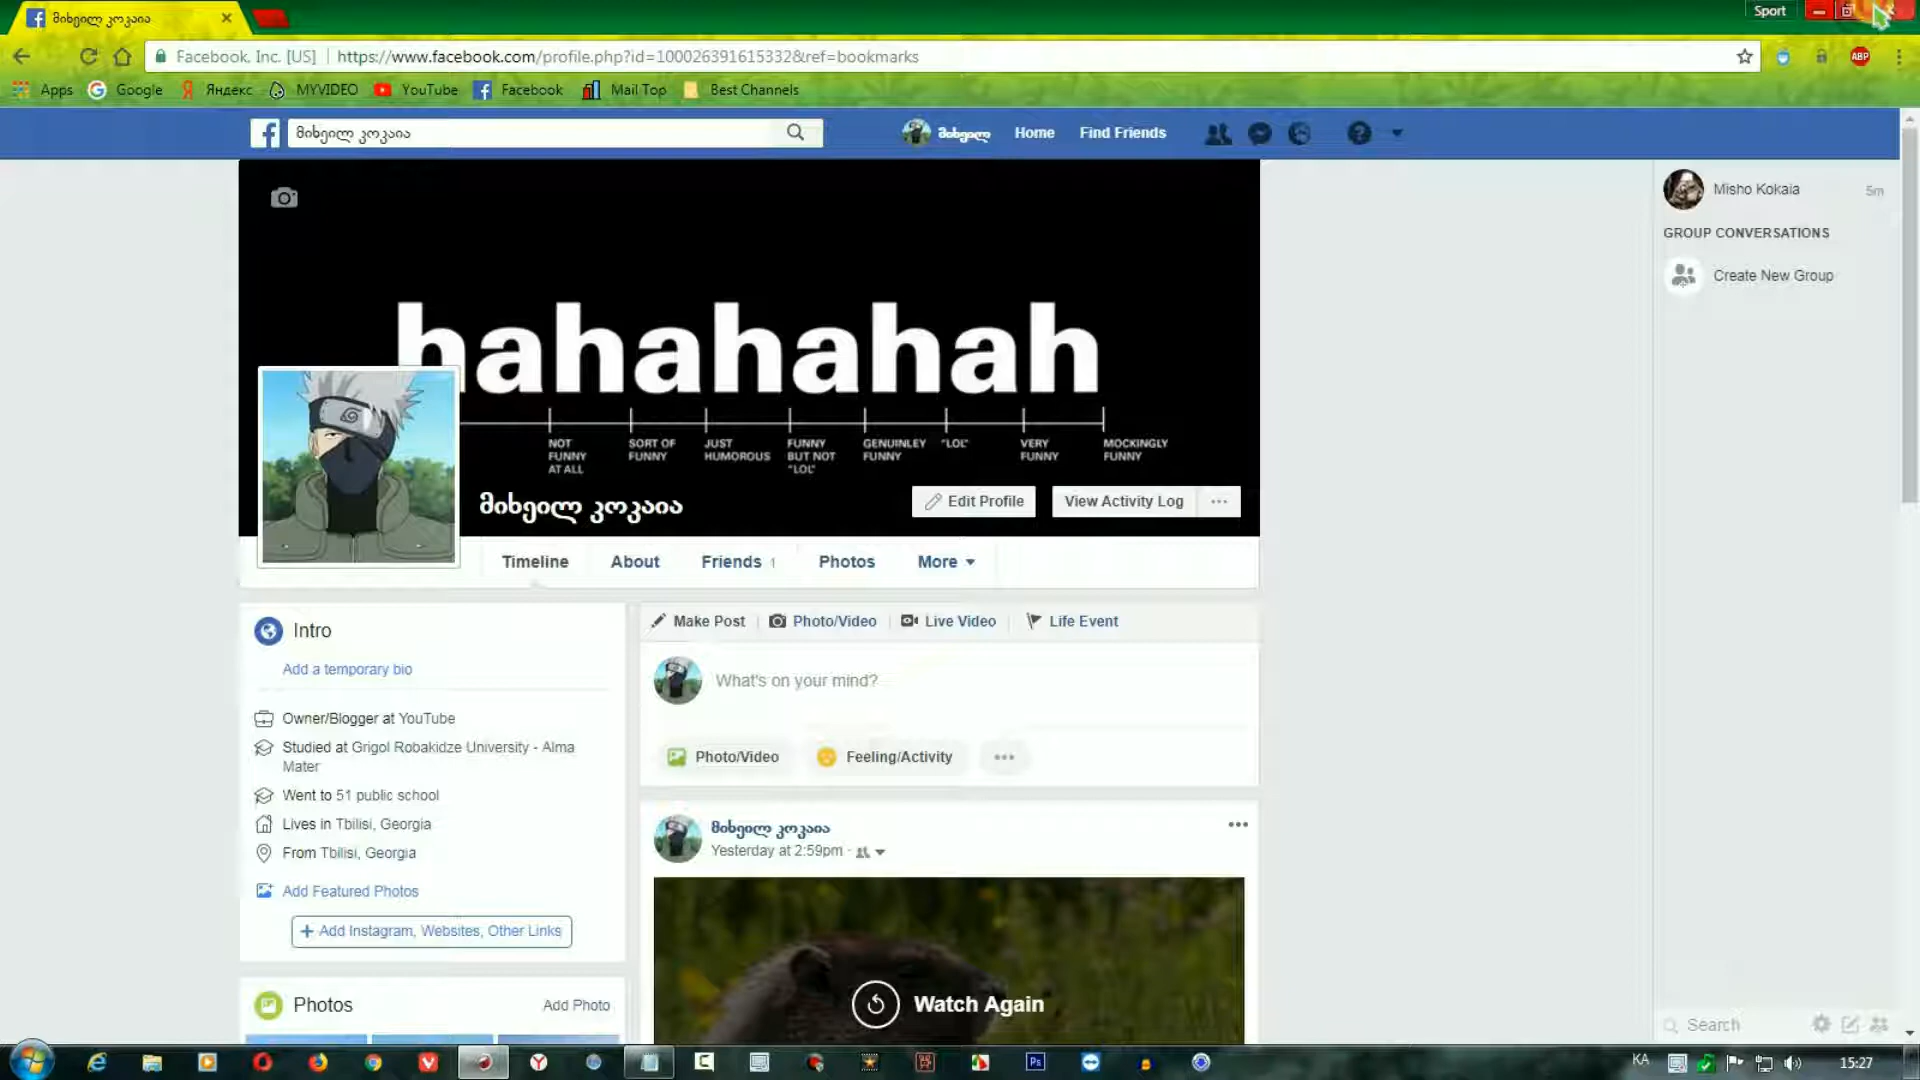 მიხეილ კოკაია
Sport
Facebook, Inc. [US]
https://www.facebook.com/profile.php?id=100026391615332&ref=bookmarks
Apps
Google
Яндекс
MYVIDEO
YouTube
Facebook
Mail Top
Best Channels
ABP
მიხეილ კოკაია
მიხეილ
Home
Find Friends
Misho Kokaia
5m
GROUP CONVERSATIONS
Create New Group
hahahahah
NOT FUNNY AT ALL
SORT OF FUNNY
JUST HUMOROUS
FUNNY BUT NOT "LOL"
GENUINLEY FUNNY
"LOL"
VERY FUNNY
MOCKINGLY FUNNY
მიხეილ კოკაია
Edit Profile
View Activity Log
Timeline
About
Friends 1
Photos
More
Intro
Add a temporary bio
Owner/Blogger at YouTube
Studied at Grigol Robakidze University - Alma
Mater
Went to 51 public school
Lives in Tbilisi, Georgia
From Tbilisi, Georgia
Add Featured Photos
+ Add Instagram, Websites, Other Links
Photos
Add Photo
Make Post
Photo/Video
Live Video
Life Event
What's on your mind?
Photo/Video
Feeling/Activity
მიხეილ კოკაია
Yesterday at 2:59pm
Watch Again
Search
Ps
KA
15:27